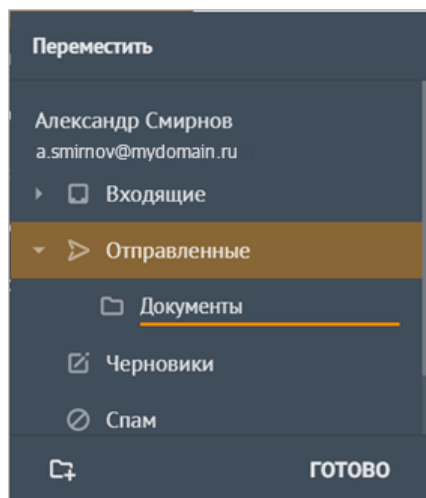 Переместить
Александр Смирнов
a.smirnov@mydomain.ru
Входящие
Отправленные
Документы
Черновики
Спам
ГОТОВО